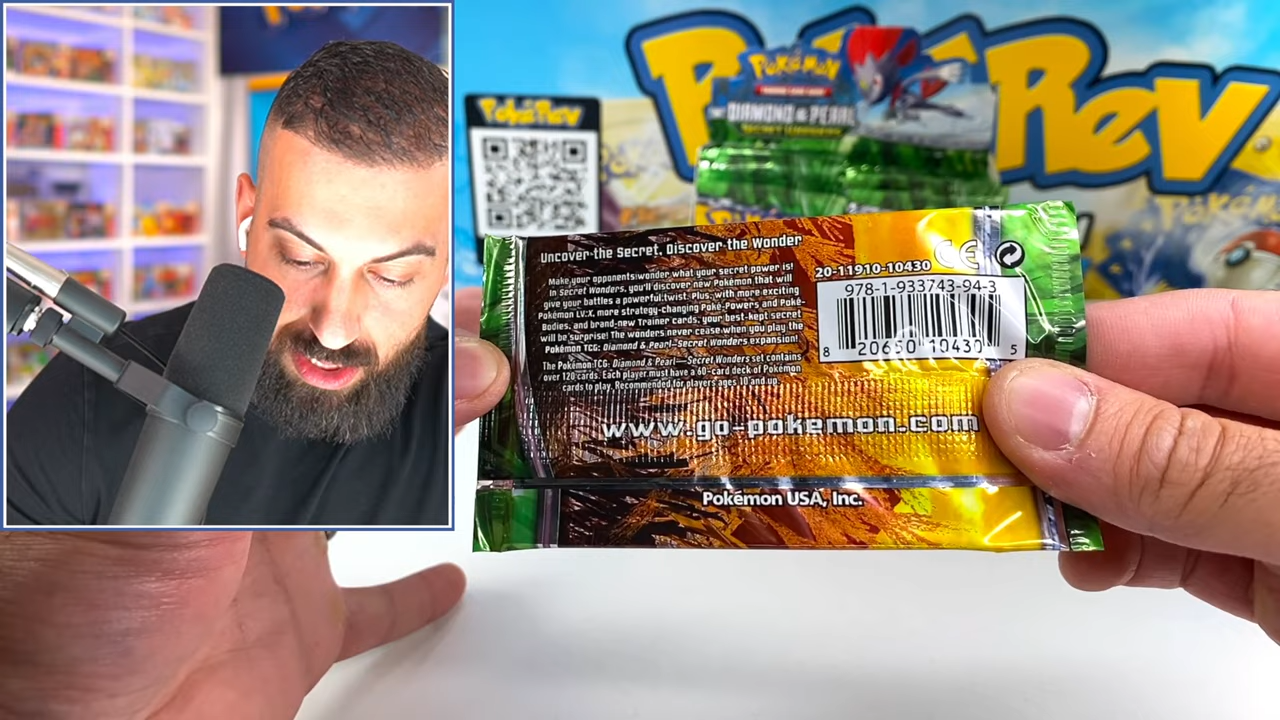 PokéRev
PokéRev
Pokémon
DIAMOND & PEARL
SECRET WONDERS
Pokémon
Uncover the Secret, Discover the Wonder
Make your opponents wonder what your secret power is!
In Secret Wonders, you'll discover new Pokémon that will
give your battles a powerful twist. Plus, with more exciting
Pokémon LV.X, more strategy-changing Poké-Powers and Poké-
Bodies, and brand-new Trainer cards, your best-kept secret
will be surprise! The wonders never cease when you play the
Pokémon TCG: Diamond & Pearl–Secret Wonders expansion!
The Pokémon TCG: Diamond & Pearl—Secret Wonders set contains
over 120 cards. Each player must have a 60-card deck of Pokémon
cards to play. Recommended for players ages 10 and up.
20-11910-10430 CE
978-1-933743-94-3
8 20650 10430 5
www.go-pokemon.com
Pokémon USA, Inc.